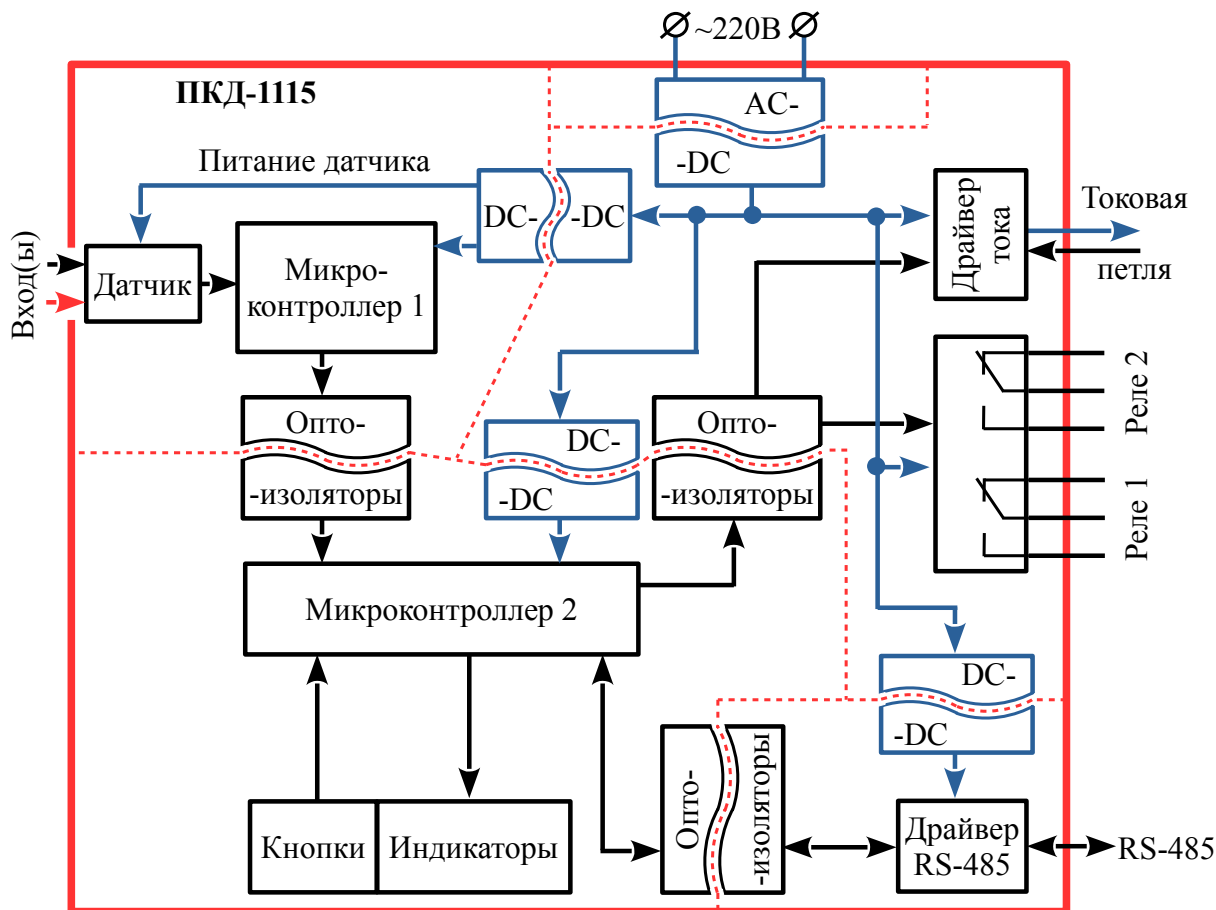 ~220В
ПКД-1115
AC-
-DC
Питание датчика
DC-
-DC
Драйвер
тока
Токовая
петля
Вход(ы)
Датчик
Микро-
контроллер 1
Опто-
-изоляторы
DC-
-DC
Опто-
-изоляторы
Реле 2
Реле 1
Микроконтроллер 2
DC-
-DC
Опто-
-изоляторы
Кнопки
Индикаторы
Драйвер
RS-485
RS-485